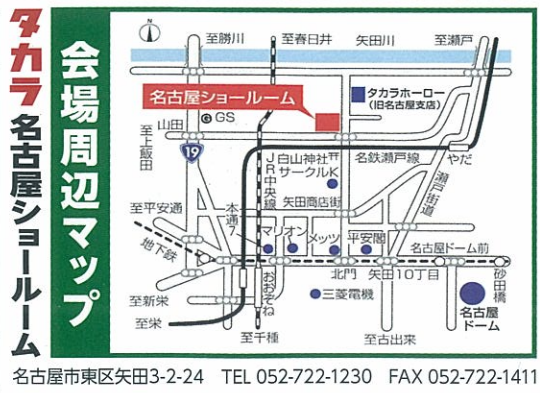 タカラ名古屋ショールーム
会場周辺マップ
N
至勝川
至春日井
矢田川
至瀬戸
名古屋ショールーム
タカラホーロー
(旧名古屋支店)
山田
G GS
至上飯田
19
JR中央線
白山神社
サークルK
名鉄瀬戸線
やだ
瀬戸街道
至平安通
本通7
矢田商店街
地下鉄
マリオン
メッツ
平安閣
名古屋ドーム前
北門
矢田10丁目
砂田橋
至新栄
おおぞね
三菱電機
名古屋
ドーム
至栄
至千種
至古出来
名古屋市東区矢田3-2-24 TEL 052-722-1230 FAX 052-722-1411